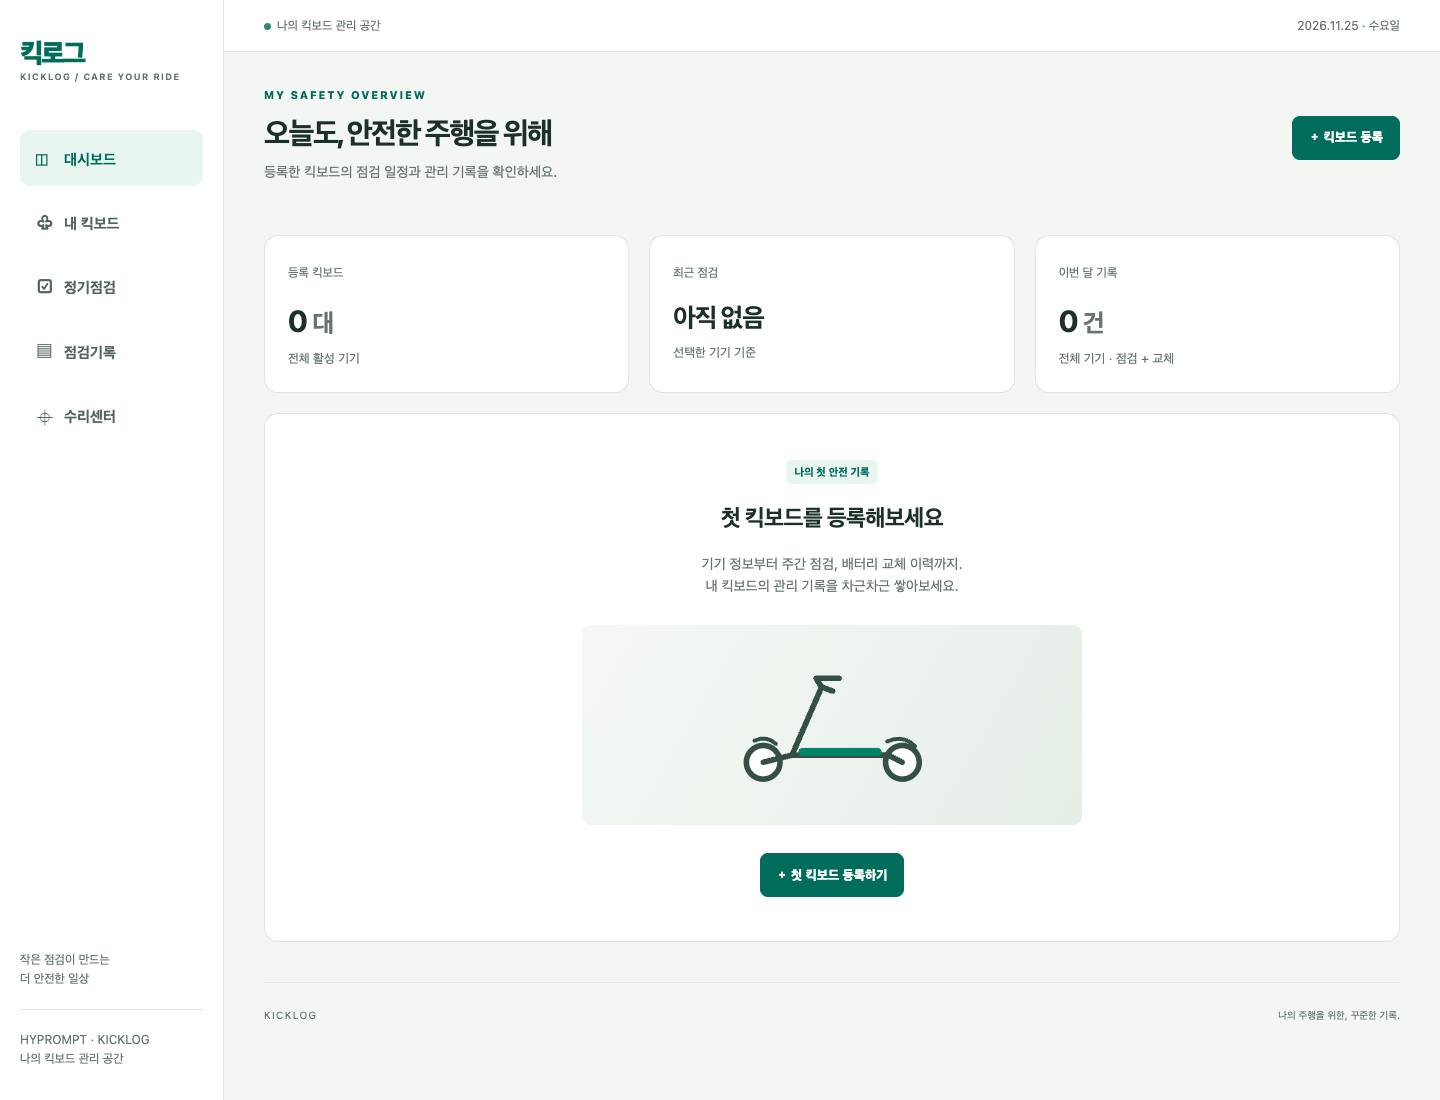 킥로그
KICKLOG / CARE YOUR RIDE
대시보드
내 킥보드
정기점검
점검기록
수리센터
작은 점검이 만드는
더 안전한 일상
HYPROMPT · KICKLOG
나의 킥보드 관리 공간
나의 킥보드 관리 공간
2026.11.25 · 수요일
MY SAFETY OVERVIEW
오늘도, 안전한 주행을 위해
등록한 킥보드의 점검 일정과 관리 기록을 확인하세요.
+ 킥보드 등록
등록 킥보드
0 대
전체 활성 기기
최근 점검
아직 없음
선택한 기기 기준
이번 달 기록
0 건
전체 기기 · 점검 + 교체
나의 첫 안전 기록
첫 킥보드를 등록해보세요
기기 정보부터 주간 점검, 배터리 교체 이력까지.
내 킥보드의 관리 기록을 차근차근 쌓아보세요.
+ 첫 킥보드 등록하기
KICKLOG
나의 주행을 위한, 꾸준한 기록.